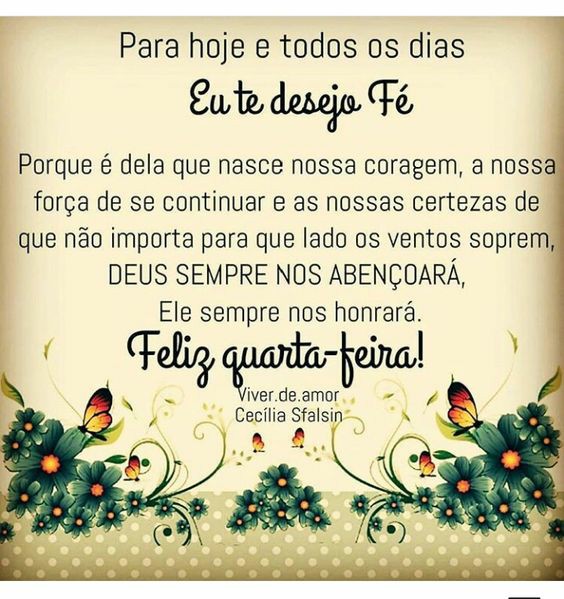 Para hoje e todos os dias
Eu te desejo Fé
Porque é dela que nasce nossa coragem, a nossa
força de se continuar e as nossas certezas de
que não importa para que lado os ventos soprem,
DEUS SEMPRE NOS ABENÇOARÁ,
Ele sempre nos honrará.
Feliz quarta-feira!
Viver.de.amor
Cecília Sfalsin